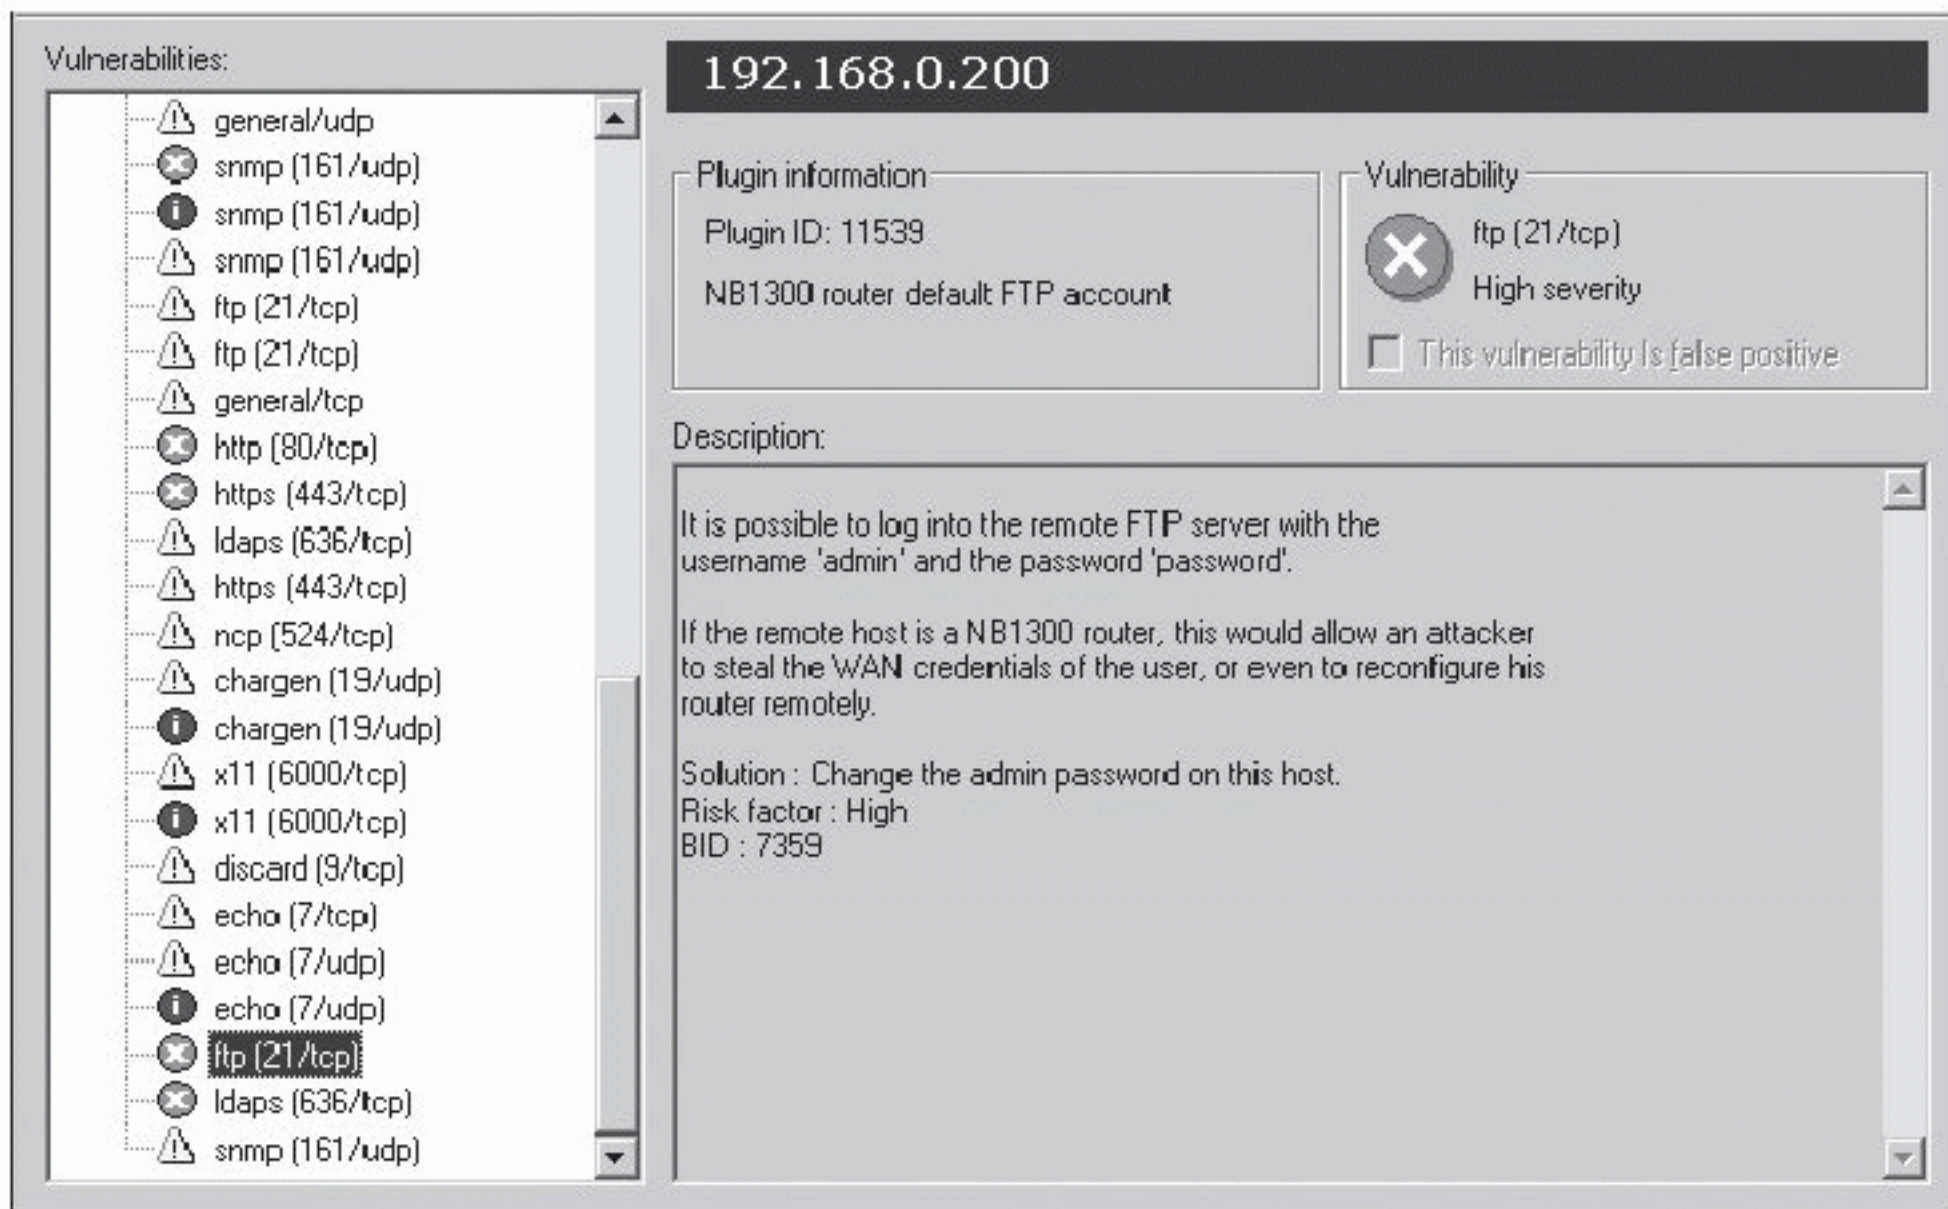 Vulnerabilities:
general/udp
snmp (161/udp)
snmp (161/udp)
snmp (161/udp)
ftp (21/tcp)
ftp (21/tcp)
general/tcp
http (80/tcp)
https (443/tcp)
ldaps (636/tcp)
https (443/tcp)
ncp (524/tcp)
chargen (19/udp)
chargen (19/udp)
x11 (6000/tcp)
x11 (6000/tcp)
discard (9/tcp)
echo (7/tcp)
echo (7/udp)
echo (7/udp)
ftp (21/tcp)
ldaps (636/tcp)
snmp (161/udp)
192.168.0.200
Plugin information
Plugin ID: 11539
NB1300 router default FTP account
Vulnerability
ftp (21/tcp)
High severity
This vulnerability Is false positive
Description:
It is possible to log into the remote FTP server with the
username 'admin' and the password 'password'.
If the remote host is a NB1300 router, this would allow an attacker
to steal the WAN credentials of the user, or even to reconfigure his
router remotely.
Solution : Change the admin password on this host.
Risk factor : High
BID : 7359